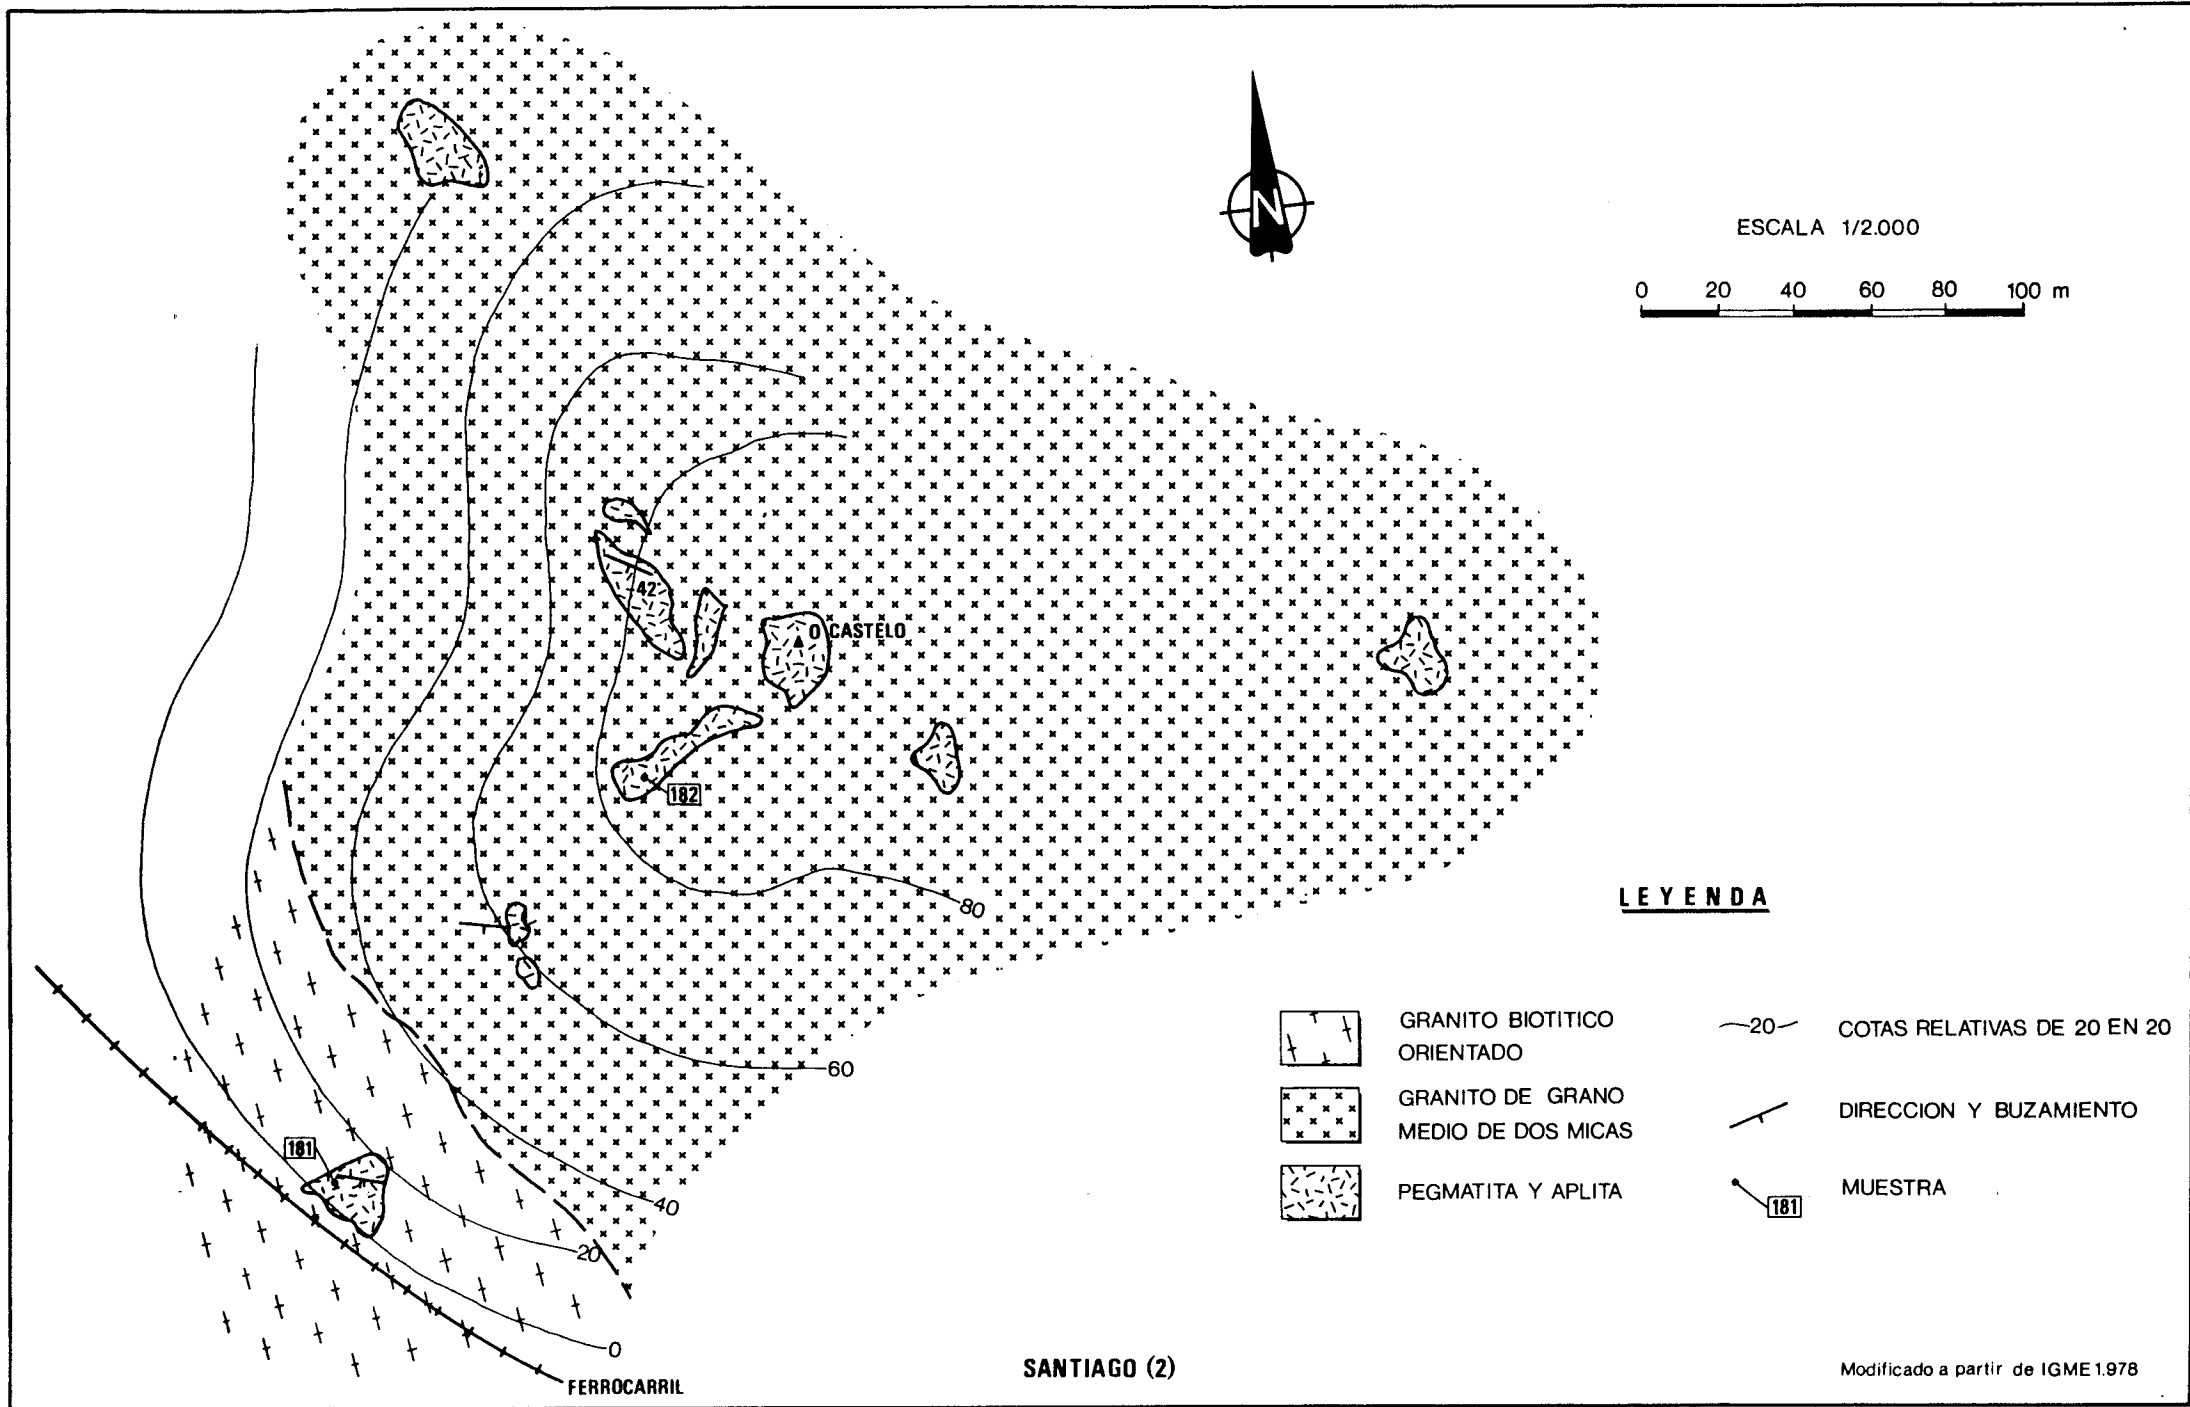 N
ESCALA 1/2.000
0 20 40 60 80 100 m
42°
O CASTELO
182
80
60
181
40
20
0
FERROCARRIL
LEYENDA
GRANITO BIOTITICO
ORIENTADO
GRANITO DE GRANO
MEDIO DE DOS MICAS
PEGMATITA Y APLITA
20
COTAS RELATIVAS DE 20 EN 20
DIRECCION Y BUZAMIENTO
181
MUESTRA
SANTIAGO (2)
Modificado a partir de IGME 1.978